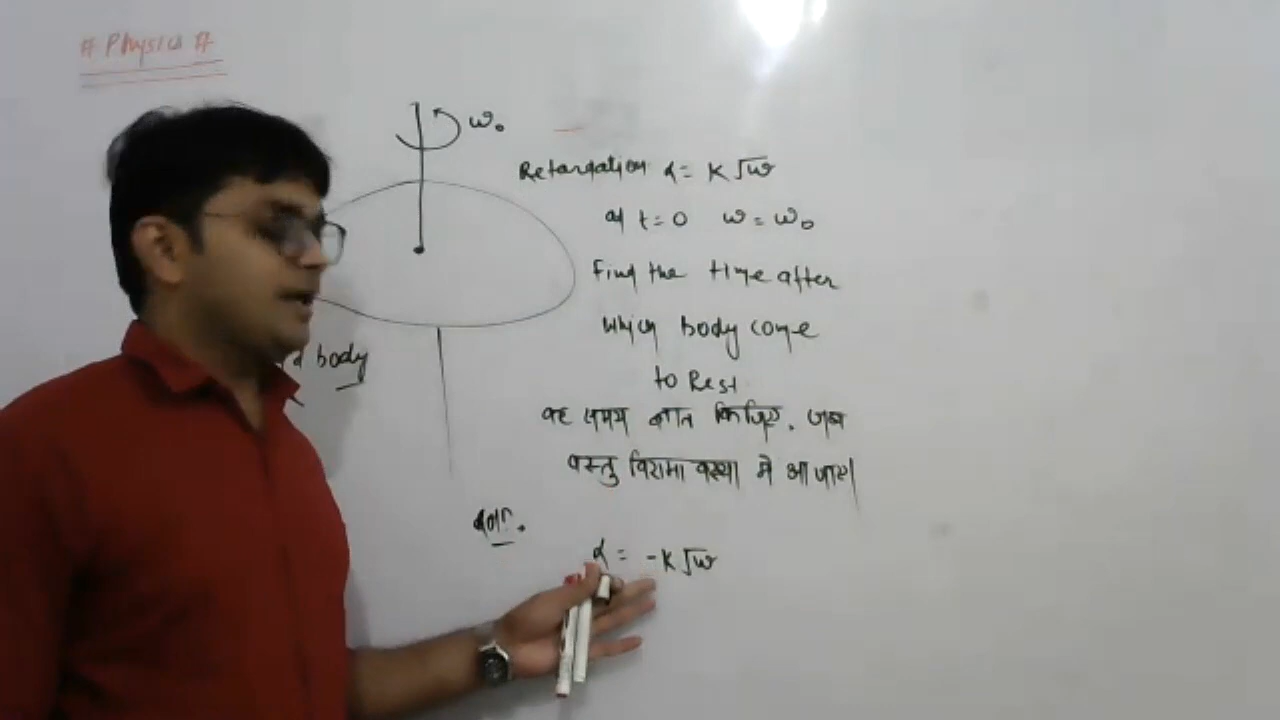 # Physics #
ω₀
Retardation α = K√ω
at t = 0 ω = ω₀
Find the time after
which body come
to Rest.
वह समय ज्ञात किजिए, जब
वस्तु विरामा वस्था मे आ जाए।
body
Soln.
α = -K√ω